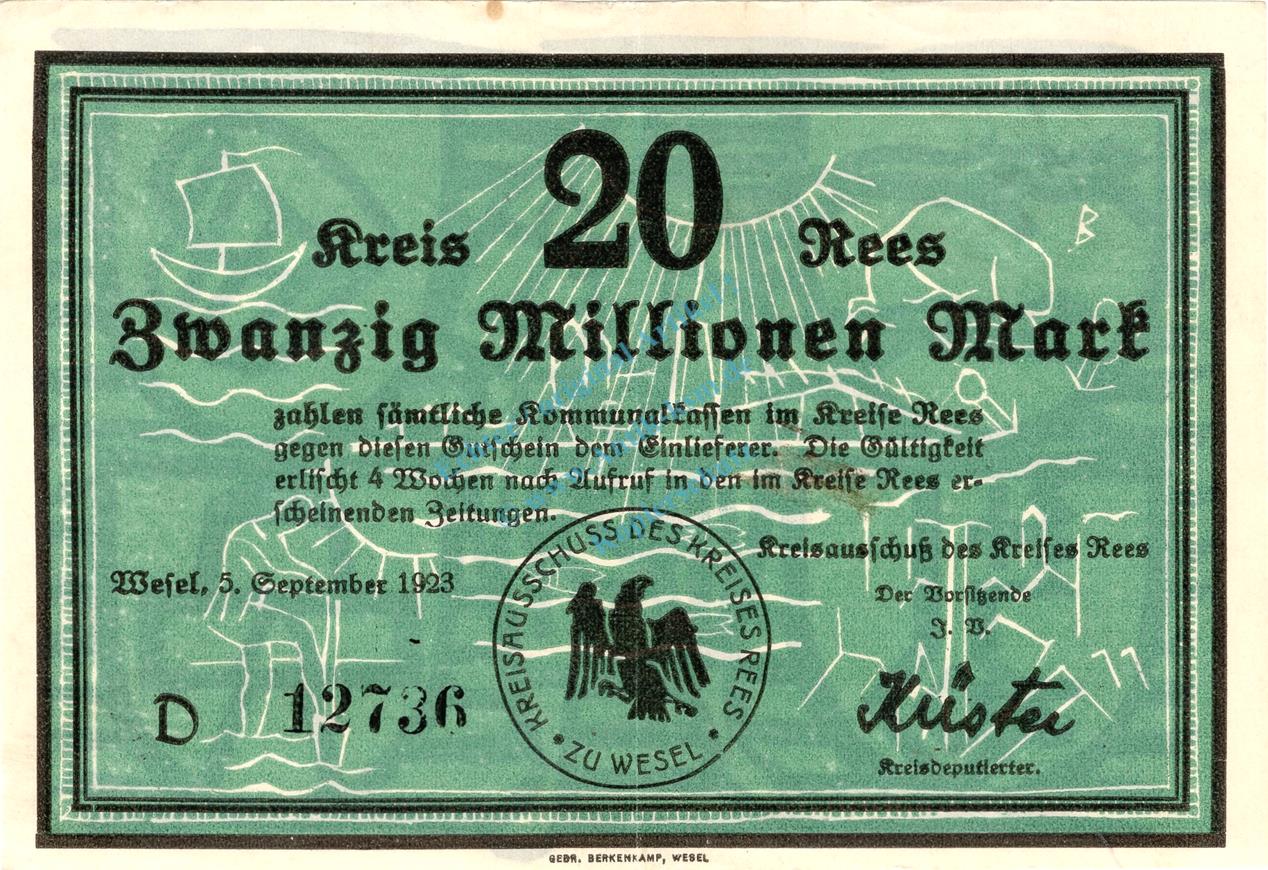 20
Kreis Rees
Zwanzig Millionen Mark
zahlen sämtliche Kommunalkassen im Kreise Rees
gegen diesen Gutschein dem Einlieferer. Die Gültigkeit
erlischt 4 Wochen nach Aufruf in den im Kreise Rees er-
scheinenden Zeitungen.
Kreisausschuß des Kreises Rees
Wesel, 5. September 1923
Der Vorsitzende
J. V.
Küster
Kreisdeputierter.
D 12736
KREISAUSSCHUSS DES KREISES REES
• ZU WESEL •
B
GEBR. BERKENKAMP, WESEL